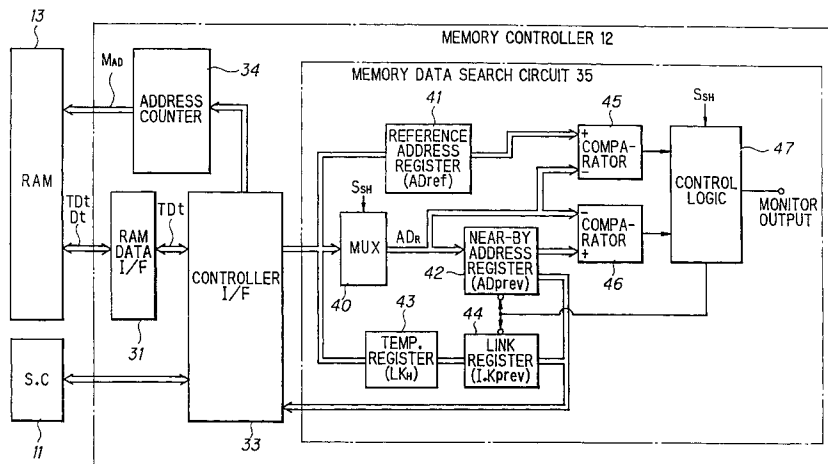 MEMORY CONTROLLER 12
13
RAM
MAD
34
ADDRESS
COUNTER
MEMORY DATA SEARCH CIRCUIT 35
41
REFERENCE
ADDRESS
REGISTER
(ADref)
45
+
COMPA-
RATOR
-
SSH
47
CONTROL
LOGIC
MONITOR
OUTPUT
TDt
Dt
RAM
DATA
I/F
31
TDt
CONTROLLER
I/F
33
SSH
MUX
40
ADR
NEAR-BY
ADDRESS
REGISTER
(ADprev)
42
-
COMPA-
RATOR
+
46
43
TEMP.
REGISTER
(LKH)
44
LINK
REGISTER
(I.Kprev)
S.C
11